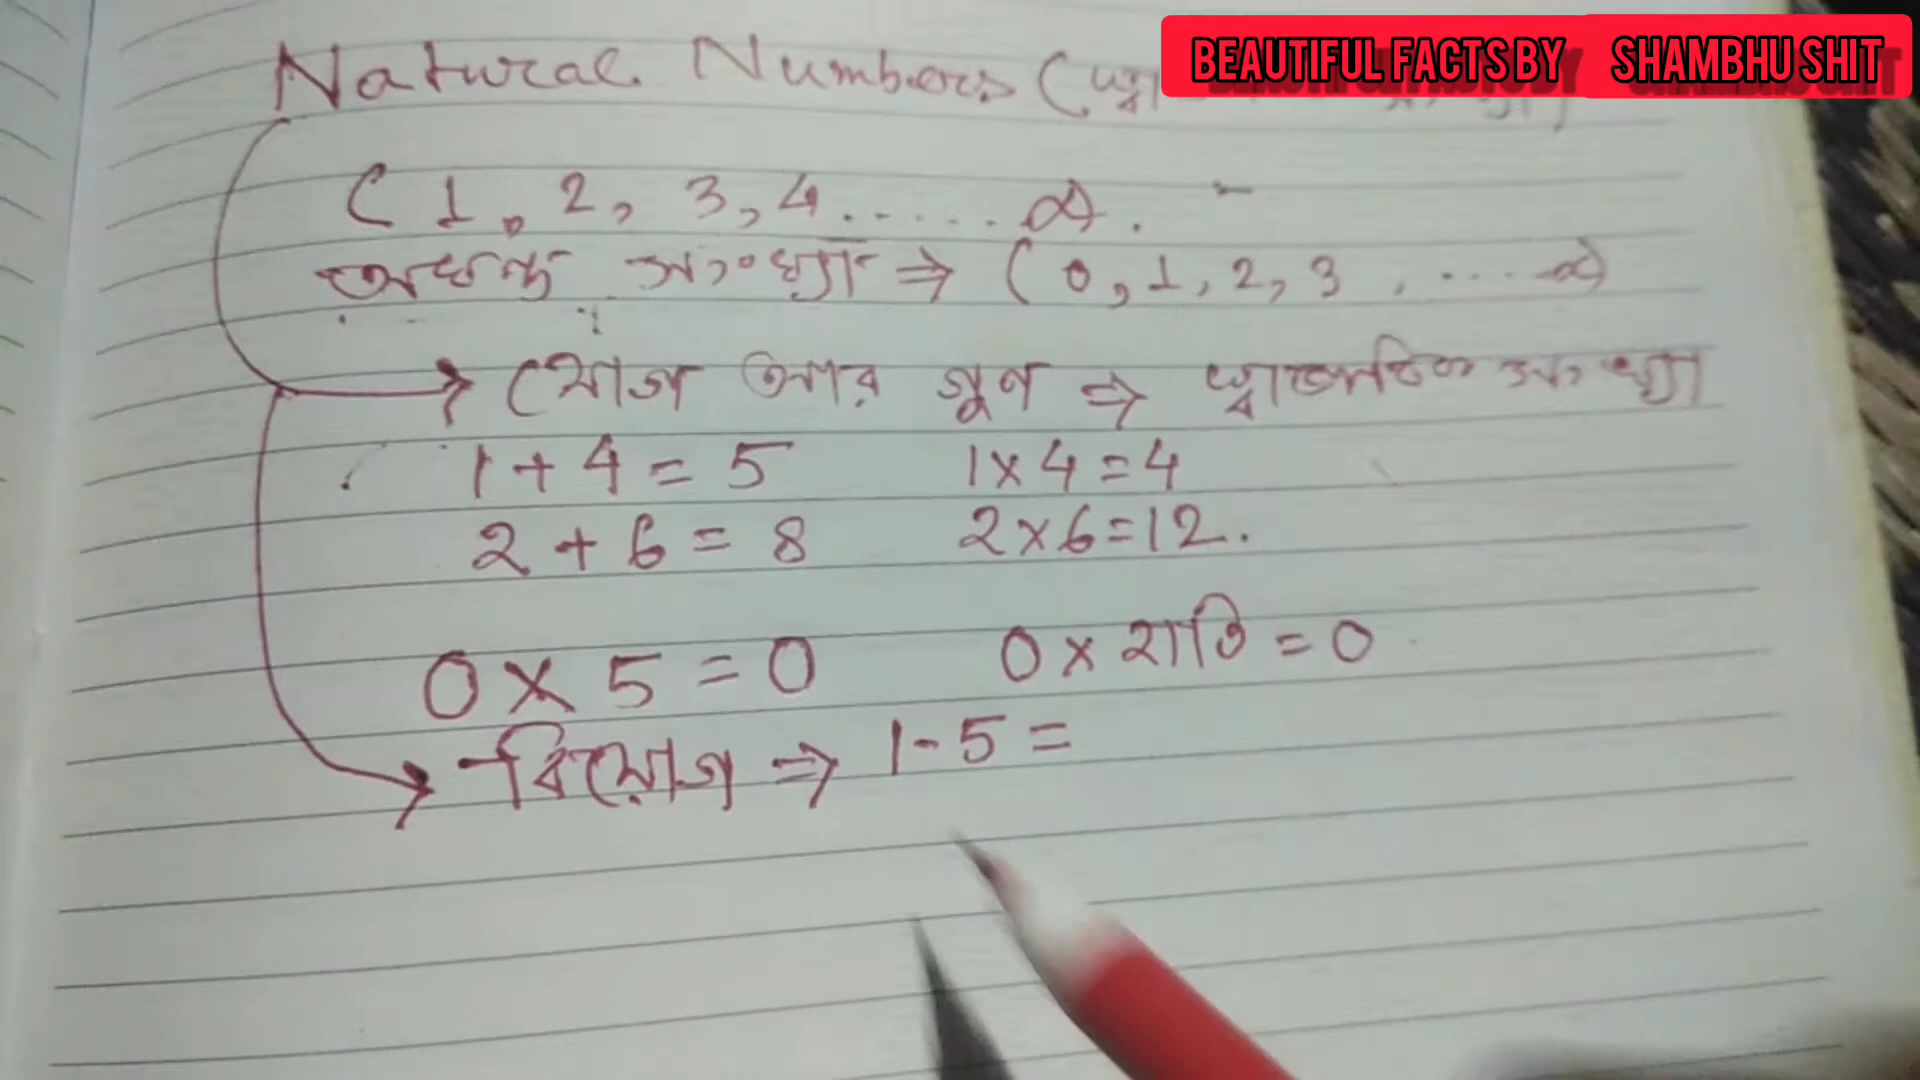 BEAUTIFUL FACTS BY SHAMBHU SHIT
Natural Numbers (
( 1, 2, 3, 4 ...... ∝ .
অখন্ড সংখ্যা ⇒ ( 0, 1, 2, 3, .... ∝
যোগ আর গুণ ⇒ স্বাভাবিক সংখ্যা
1 + 4 = 5 1 × 4 = 4
2 + 6 = 8 2 × 6 = 12.
0 × 5 = 0 0 × রাশি = 0
বিয়োগ ⇒ 1 - 5 =